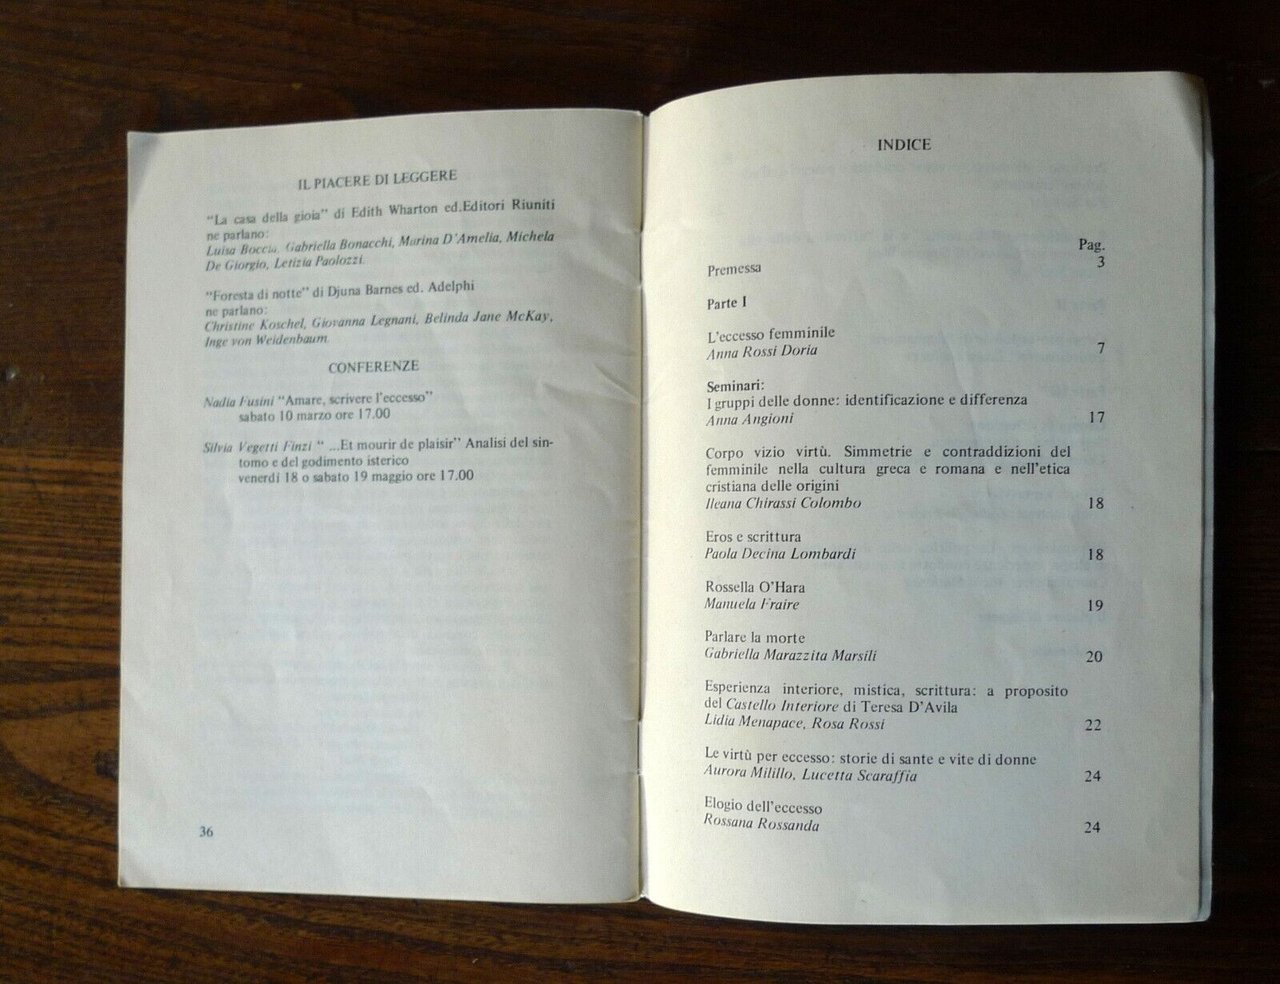 IL PIACERE DI LEGGERE
“La casa della gioia” di Edith Wharton ed.Editori Riuniti
ne parlano:
Luisa Boccia, Gabriella Bonacchi, Marina D'Amelia, Michela
De Giorgio, Letizia Paolozzi.
“Foresta di notte” di Djuna Barnes ed. Adelphi
ne parlano:
Christine Koschel, Giovanna Legnani, Belinda Jane McKay,
Inge von Weidenbaum.
CONFERENZE
Nadia Fusini “Amare, scrivere l'eccesso”
sabato 10 marzo ore 17.00
Silvia Vegetti Finzi “ ...Et mourir de plaisir” Analisi del sin-
tomo e del godimento isterico
venerdì 18 o sabato 19 maggio ore 17.00
36
INDICE
Pag.
Premessa 3
Parte I
L'eccesso femminile
Anna Rossi Doria 7
Seminari:
I gruppi delle donne: identificazione e differenza
Anna Angioni 17
Corpo vizio virtù. Simmetrie e contraddizioni del
femminile nella cultura greca e romana e nell'etica
cristiana delle origini
Ileana Chirassi Colombo 18
Eros e scrittura
Paola Decina Lombardi 18
Rossella O'Hara
Manuela Fraire 19
Parlare la morte
Gabriella Marazzita Marsili 20
Esperienza interiore, mistica, scrittura: a proposito
del Castello Interiore di Teresa D'Avila
Lidia Menapace, Rosa Rossi 22
Le virtù per eccesso: storie di sante e vite di donne
Aurora Milillo, Lucetta Scaraffia 24
Elogio dell'eccesso
Rossana Rossanda 24